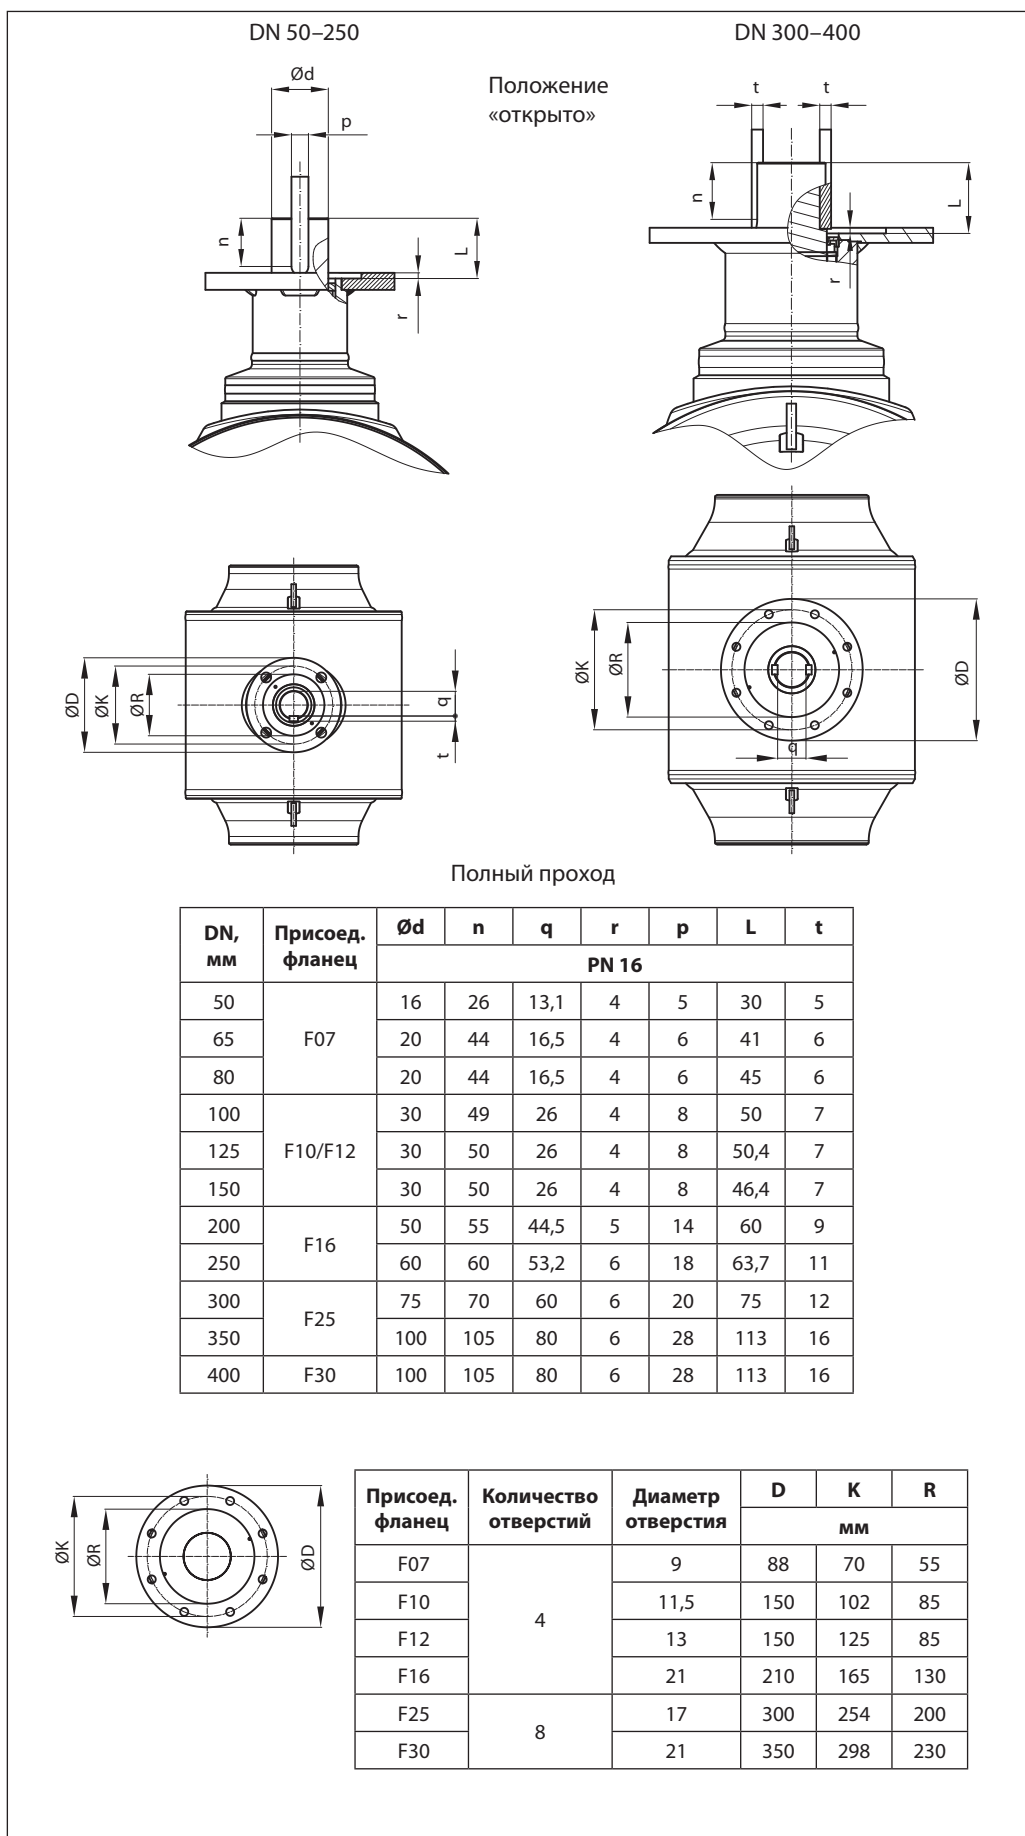 DN 50–250
DN 300–400
Положение
«открыто»
Ød
p
n
L
r
t t
n
L
r
ØD
ØK
ØR
q
t
ØK
ØR
ØD
q
Полный проход
DN, мм Присоед. фланец Ød n q r p L t
PN 16
50 F07 16 26 13,1 4 5 30 5
65 20 44 16,5 4 6 41 6
80 20 44 16,5 4 6 45 6
100 F10/F12 30 49 26 4 8 50 7
125 30 50 26 4 8 50,4 7
150 30 50 26 4 8 46,4 7
200 F16 50 55 44,5 5 14 60 9
250 60 60 53,2 6 18 63,7 11
300 F25 75 70 60 6 20 75 12
350 100 105 80 6 28 113 16
400 F30 100 105 80 6 28 113 16
ØK
ØR
ØD
Присоед. фланец Количество отверстий Диаметр отверстия D K R
мм
F07 4 9 88 70 55
F10 11,5 150 102 85
F12 13 150 125 85
F16 21 210 165 130
F25 8 17 300 254 200
F30 21 350 298 230